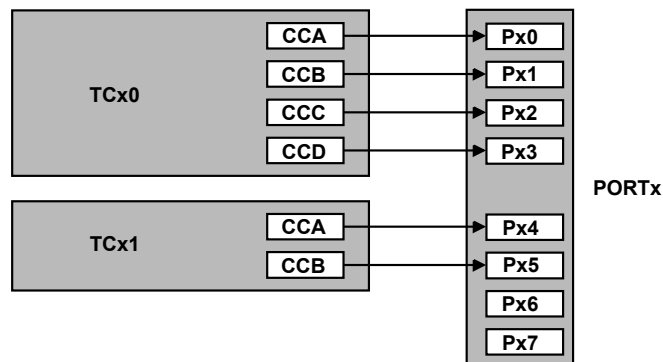 CCA
Px0
CCB
Px1
TCx0
CCC
Px2
CCD
Px3
PORTx
CCA
Px4
TCx1
CCB
Px5
Px6
Px7